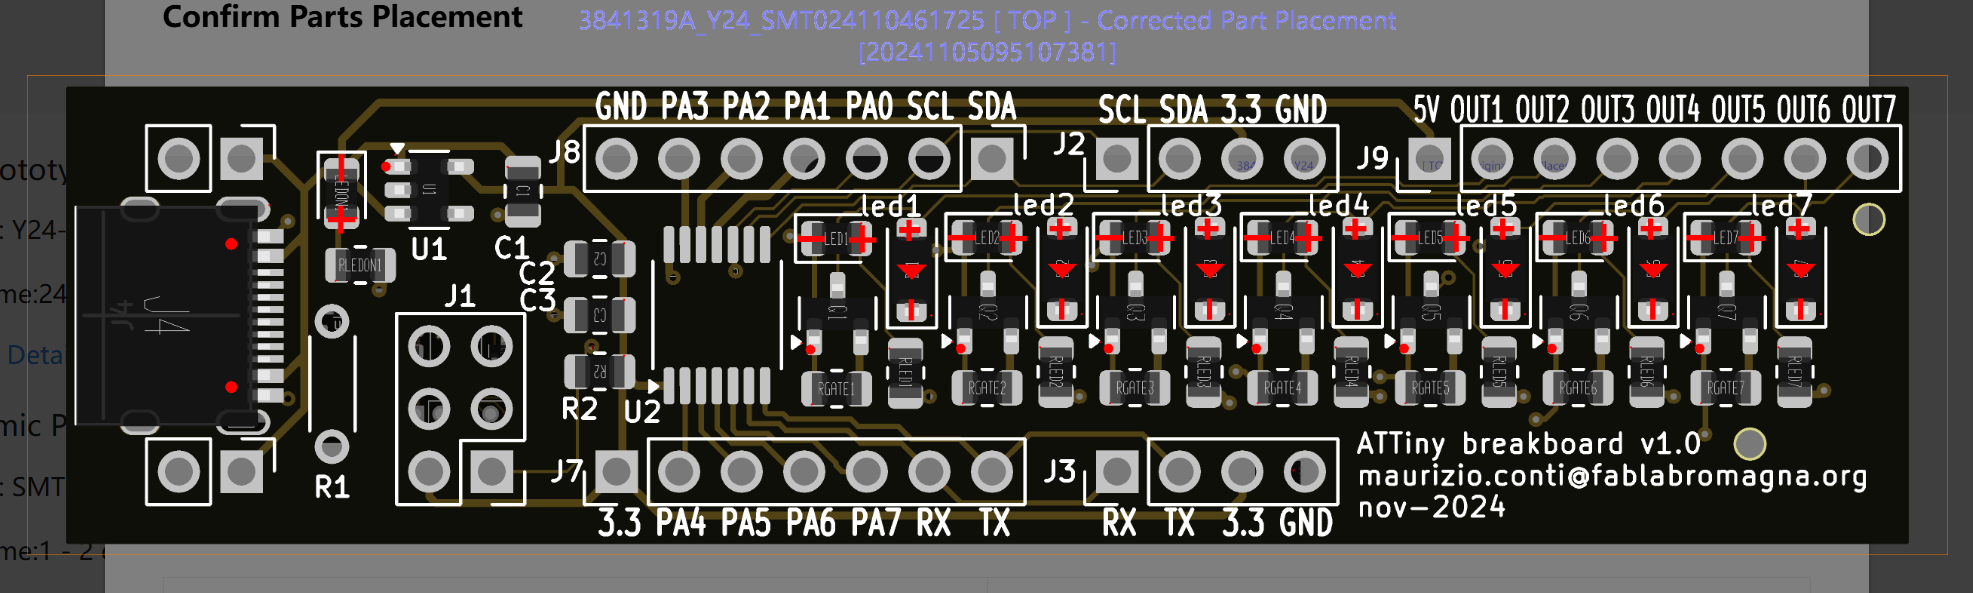 Confirm Parts Placement
3841319A_Y24_SMT024110461725 [ TOP ] - Corrected Part Placement
[20241105095107381]
GND PA3 PA2 PA1 PA0 SCL SDA
SCL SDA 3.3 GND
5V OUT1 OUT2 OUT3 OUT4 OUT5 OUT6 OUT7
J8
J2
J9
led1 led2 led3 led4 led5 led6 led7
U1
C1
U1
C1
LED1 LED2 LED3 LED4 LED5 LED6 LED7
C2
C2
RLEDON1
J4
J4
J1
C3
C3
Q1 Q2 Q3 Q4 Q5 Q6 Q7
R2
RGATE1 RLED1 RGATE2 RLED2 RGATE3 RLED3 RGATE4 RLED4 RGATE5 RLED5 RGATE6 RLED6 RGATE7 RLED7
R2
U2
R1
J7
J3
ATTiny breakboard v1.0
maurizio.conti@fablabromagna.org
nov-2024
3.3 PA4 PA5 PA6 PA7 RX TX
RX TX 3.3 GND
: Y24-
me:24
Detai
mic P
: SMT
me:1 - 2